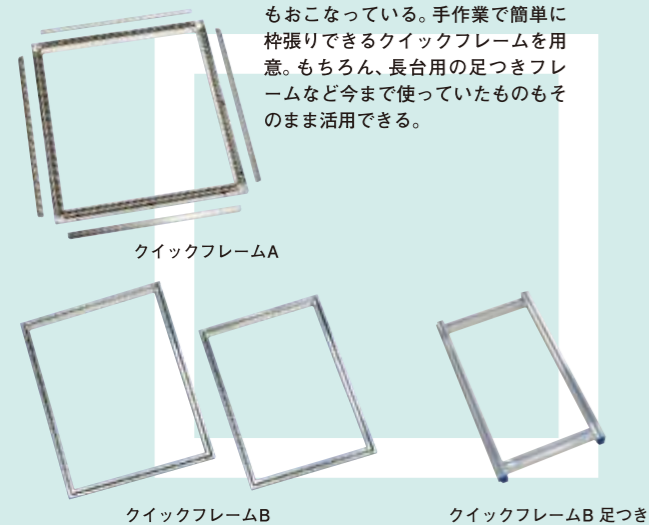 もおこなっている。手作業で簡単に
枠張りできるクイックフレームを用
意。もちろん、長台用の足つきフレ
ームなど今まで使っていたものもそ
のまま活用できる。
クイックフレームA
クイックフレームB
クイックフレームB 足つき